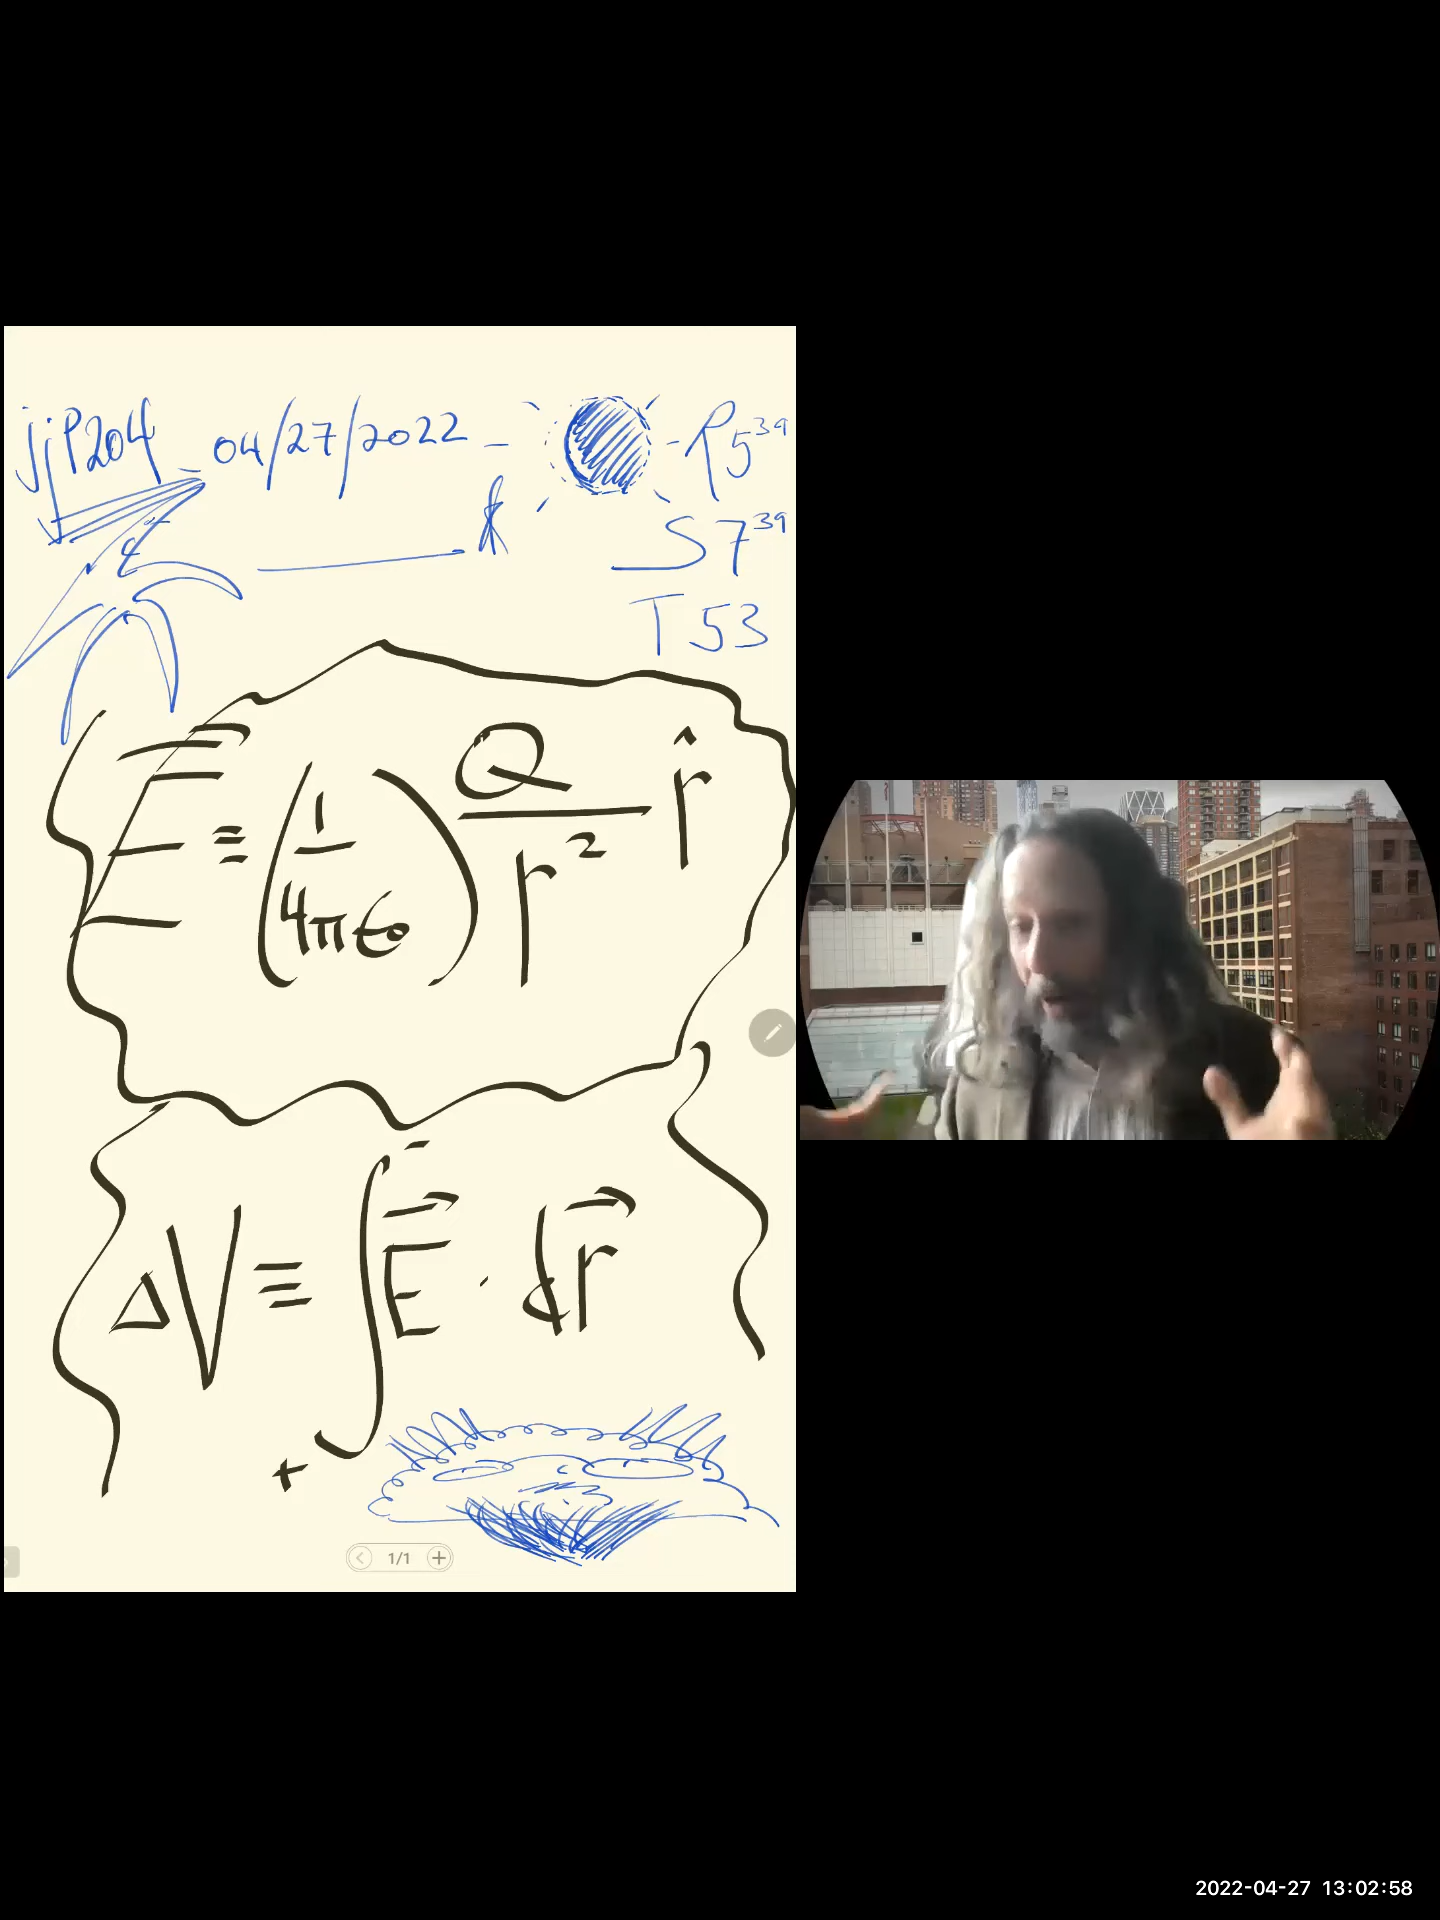 jjP204 - 04/27/2022 - - R5³⁹
S7³⁹
T53
E⃗ = (1/4πε₀) Q/r² r̂
ΔV ≡ ∫₊⁻ E⃗ · dr⃗
1/1
2022-04-27 13:02:58